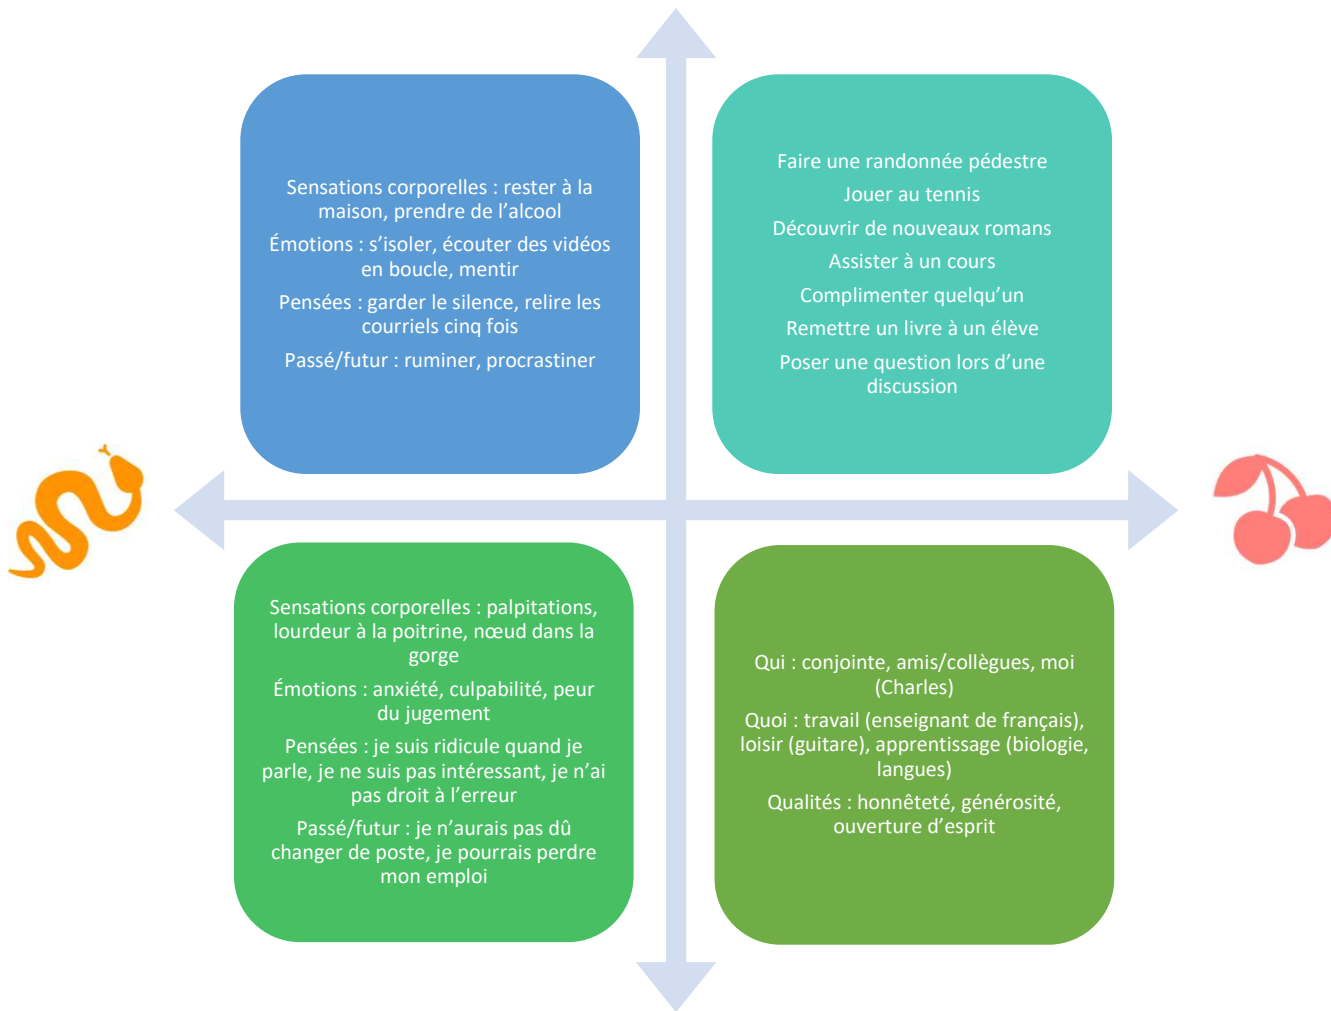 Sensations corporelles : rester à la
maison, prendre de l’alcool
Émotions : s’isoler, écouter des vidéos
en boucle, mentir
Pensées : garder le silence, relire les
courriels cinq fois
Passé/futur : ruminer, procrastiner
Faire une randonnée pédestre
Jouer au tennis
Découvrir de nouveaux romans
Assister à un cours
Complimenter quelqu’un
Remettre un livre à un élève
Poser une question lors d’une
discussion
Sensations corporelles : palpitations,
lourdeur à la poitrine, nœud dans la
gorge
Émotions : anxiété, culpabilité, peur
du jugement
Pensées : je suis ridicule quand je
parle, je ne suis pas intéressant, je n’ai
pas droit à l’erreur
Passé/futur : je n’aurais pas dû
changer de poste, je pourrais perdre
mon emploi
Qui : conjointe, amis/collègues, moi
(Charles)
Quoi : travail (enseignant de français),
loisir (guitare), apprentissage (biologie,
langues)
Qualités : honnêteté, générosité,
ouverture d’esprit